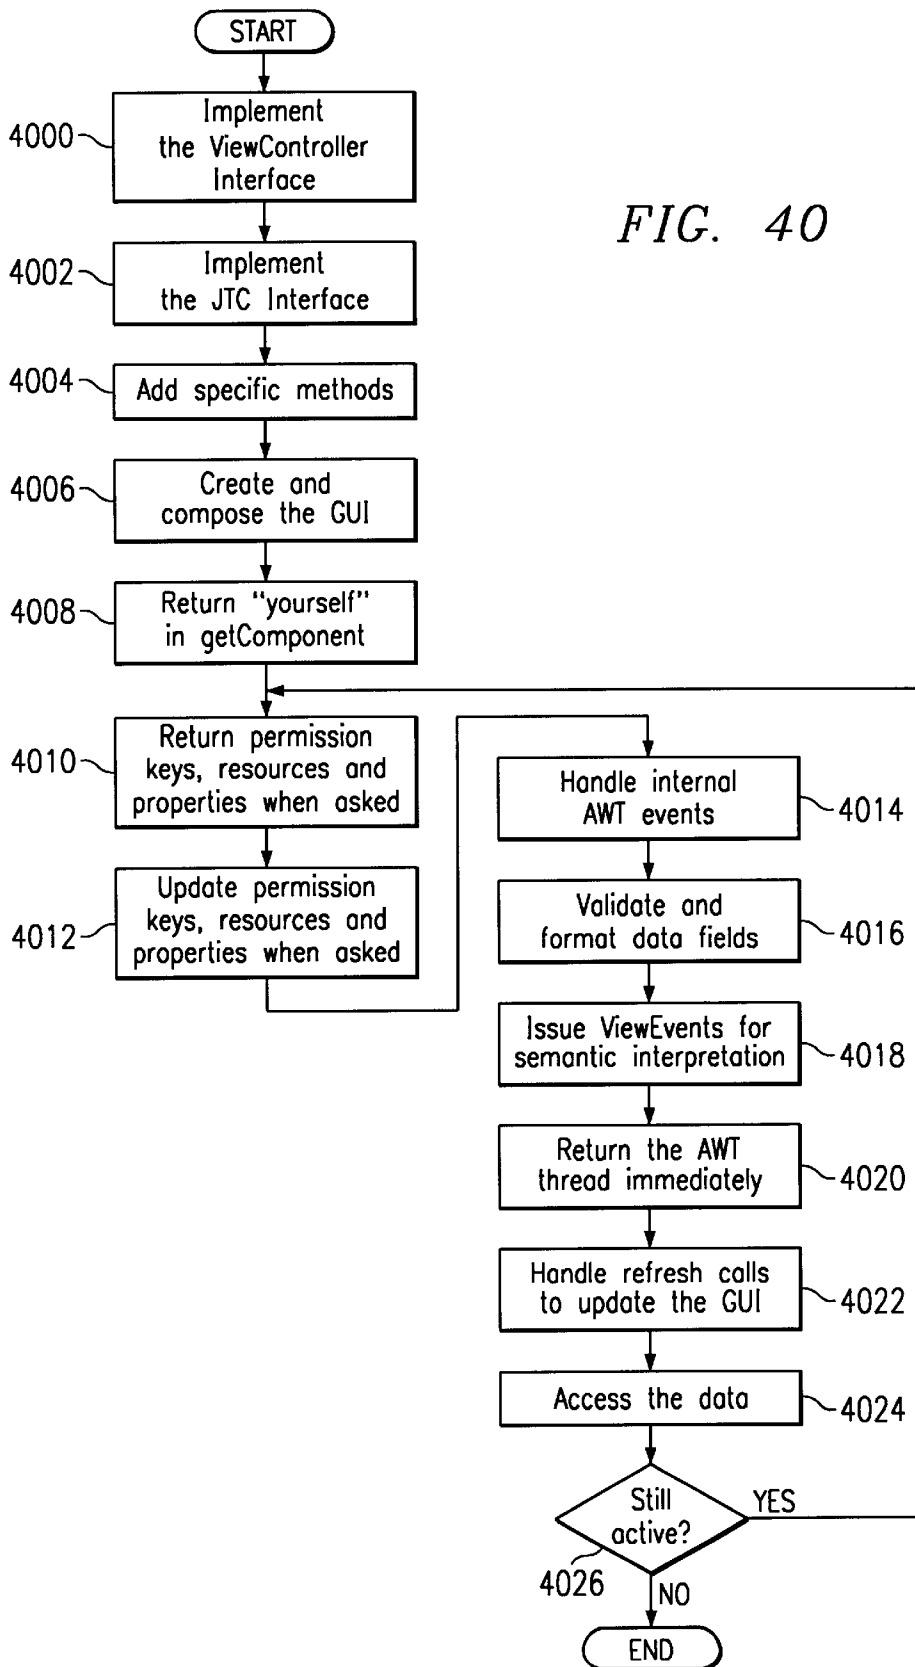 START
4000
Implement
the ViewController
Interface
FIG. 40
4002
Implement
the JTC Interface
4004
Add specific methods
4006
Create and
compose the GUI
4008
Return "yourself"
in getComponent
4010
Return permission
keys, resources and
properties when asked
4012
Update permission
keys, resources and
properties when asked
Handle internal
AWT events
4014
Validate and
format data fields
4016
Issue ViewEvents for
semantic interpretation
4018
Return the AWT
thread immediately
4020
Handle refresh calls
to update the GUI
4022
Access the data
4024
Still
active?
YES
4026
NO
END